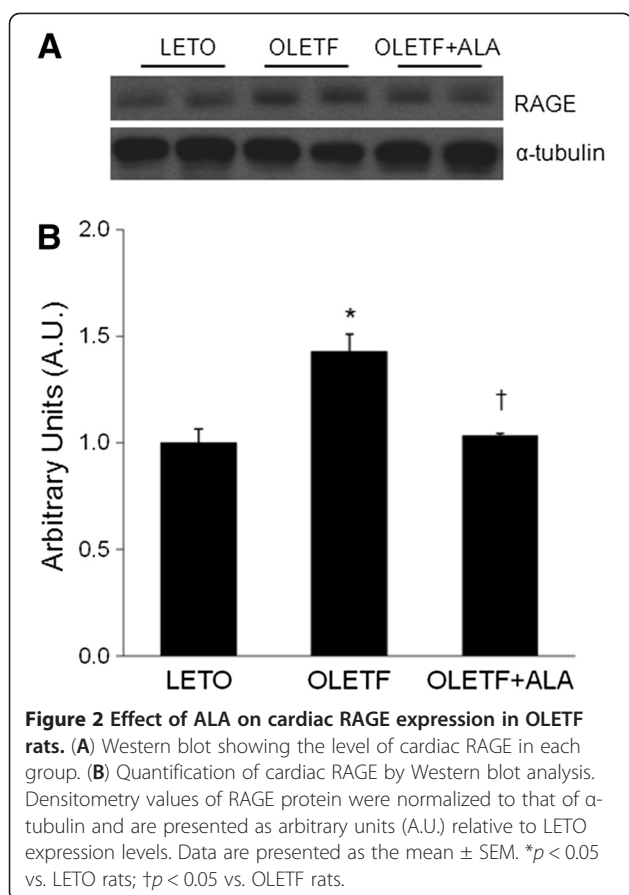 A
LETO OLETF OLETF+ALA
RAGE
α-tubulin
B
2.0
1.5
1.0
0.5
0.0
Arbitrary Units (A.U.)
*
†
LETO OLETF OLETF+ALA
Figure 2 Effect of ALA on cardiac RAGE expression in OLETF
rats. (A) Western blot showing the level of cardiac RAGE in each
group. (B) Quantification of cardiac RAGE by Western blot analysis.
Densitometry values of RAGE protein were normalized to that of α-
tubulin and are presented as arbitrary units (A.U.) relative to LETO
expression levels. Data are presented as the mean ± SEM. *p < 0.05
vs. LETO rats; †p < 0.05 vs. OLETF rats.